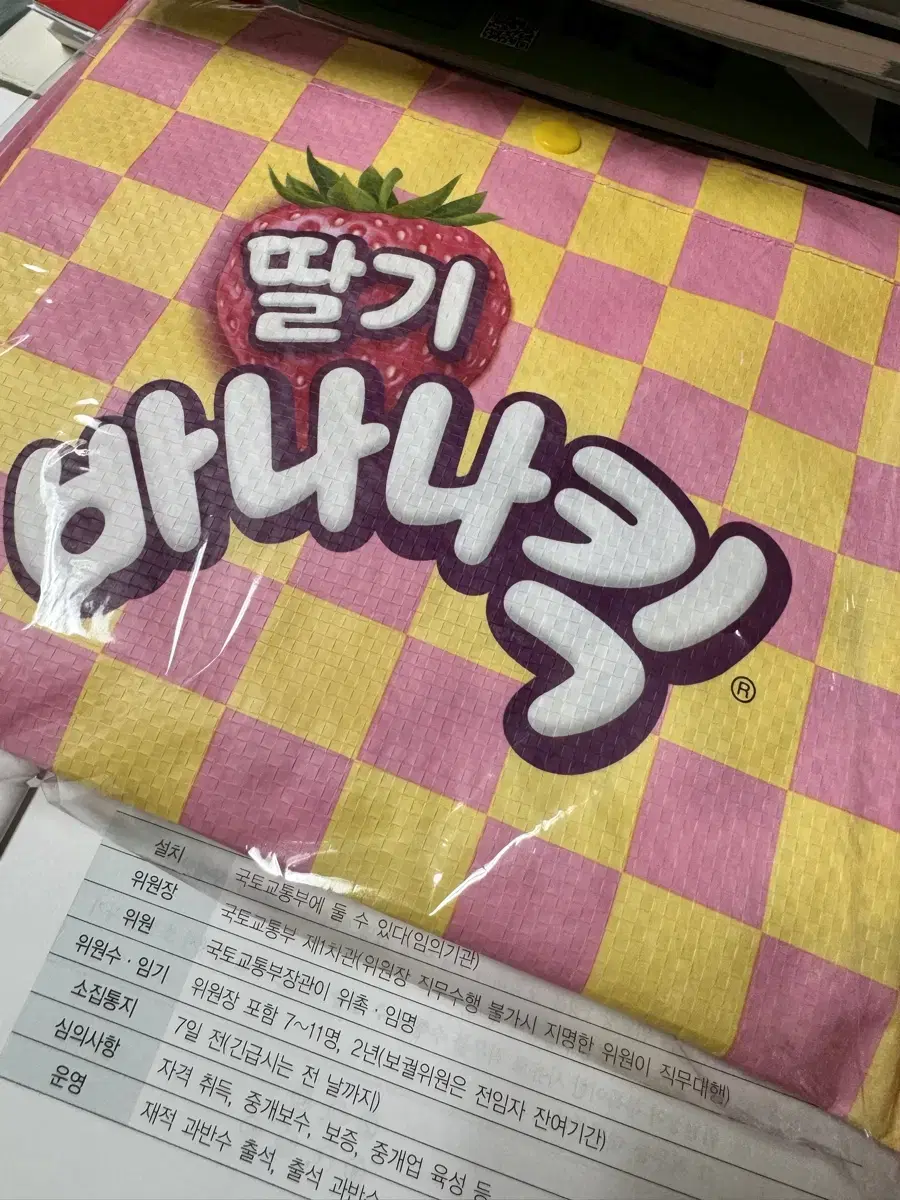 딸기
바나나킥
®
설치 국토교통부에 둘 수 있다(임의기관)
위원장 국토교통부 제1차관(위원장 직무수행 불가시 지명한 위원이 직무대행)
위원 국토교통부장관이 위촉·임명
위원수·임기 위원장 포함 7~11명, 2년(보궐위원은 전임자 잔여기간)
소집통지 7일 전(긴급시는 전 날까지)
심의사항 자격 취득, 중개보수, 보증, 중개업 육성 등
운영 재적 과반수 출석, 출석 과반수